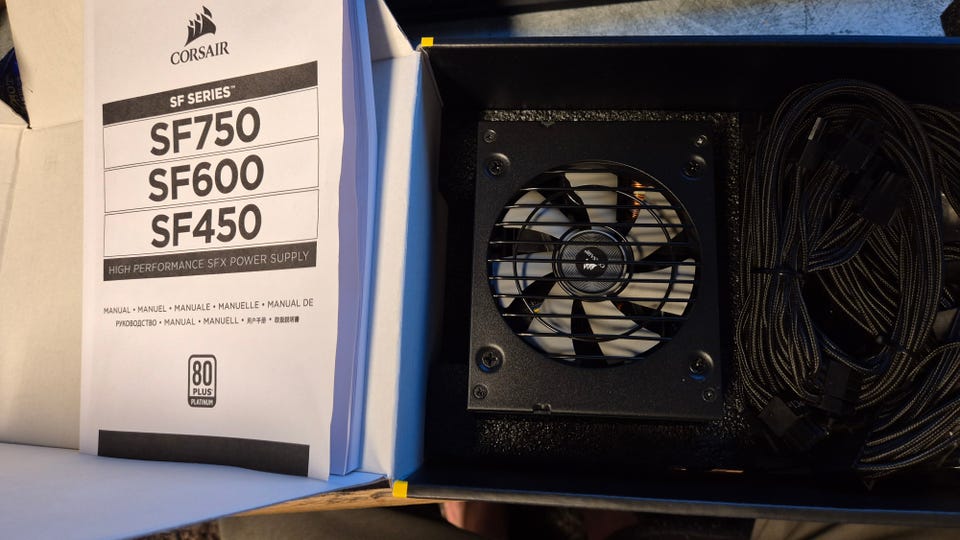 CORSAIR
SF SERIES™
SF750
SF600
SF450
HIGH PERFORMANCE SFX POWER SUPPLY
MANUAL • MANUEL • MANUALE • MANUELLE • MANUAL DE
РУКОВОДСТВО • MANUAL • MANUELL • 用户手册 • 取扱説明書
80
PLUS
PLATINUM